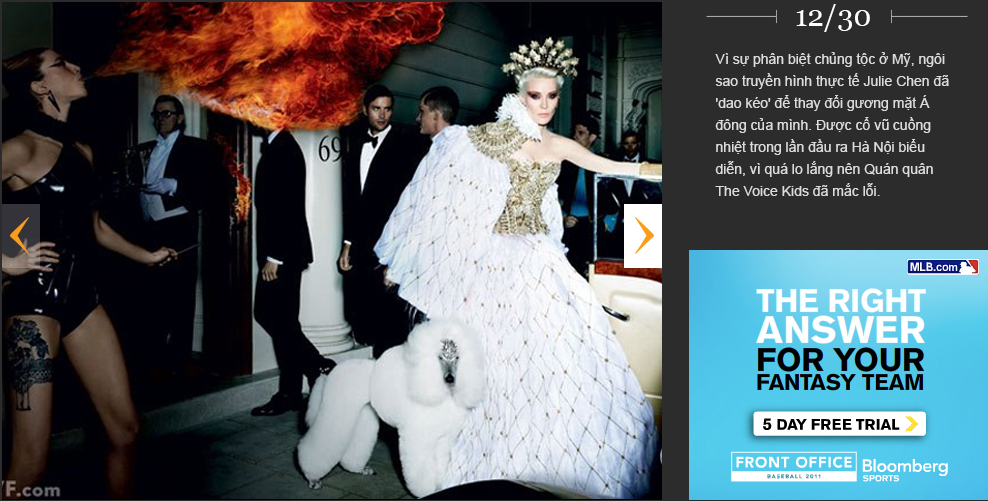 12/30
Vì sự phân biệt chủng tộc ở Mỹ, ngôi
sao truyền hình thực tế Julie Chen đã
'dao kéo' để thay đổi gương mặt Á
đông của mình. Được cổ vũ cuồng
nhiệt trong lần đầu ra Hà Nội biểu
diễn, vì quá lo lắng nên Quán quân
The Voice Kids đã mắc lỗi.
69
MLB.com
THE RIGHT
ANSWER
FOR YOUR
FANTASY TEAM
5 DAY FREE TRIAL
FRONT OFFICE
BASEBALL 2011
Bloomberg
SPORTS
VF.com